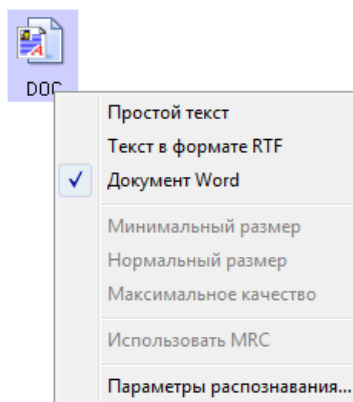 DOC
Простой текст
Текст в формате RTF
Документ Word
Минимальный размер
Нормальный размер
Максимальное качество
Использовать MRC
Параметры распознавания...